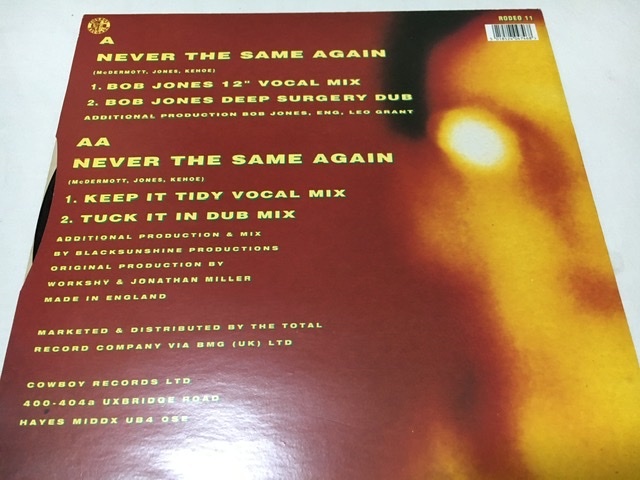 RODEO 11
A
NEVER THE SAME AGAIN
(McDERMOTT, JONES, KEHOE)
1. BOB JONES 12" VOCAL MIX
2. BOB JONES DEEP SURGERY DUB
ADDITIONAL PRODUCTION BOB JONES, ENG, LEO GRANT
AA
NEVER THE SAME AGAIN
(McDERMOTT, JONES, KEHOE)
1. KEEP IT TIDY VOCAL MIX
2. TUCK IT IN DUB MIX
ADDITIONAL PRODUCTION & MIX
BY BLACKSUNSHINE PRODUCTIONS
ORIGINAL PRODUCTION BY
WORKSHY & JONATHAN MILLER
MADE IN ENGLAND
MARKETED & DISTRIBUTED BY THE TOTAL
RECORD COMPANY VIA BMG (UK) LTD
COWBOY RECORDS LTD
400-404a UXBRIDGE ROAD
HAYES MIDDX UB4 0SE